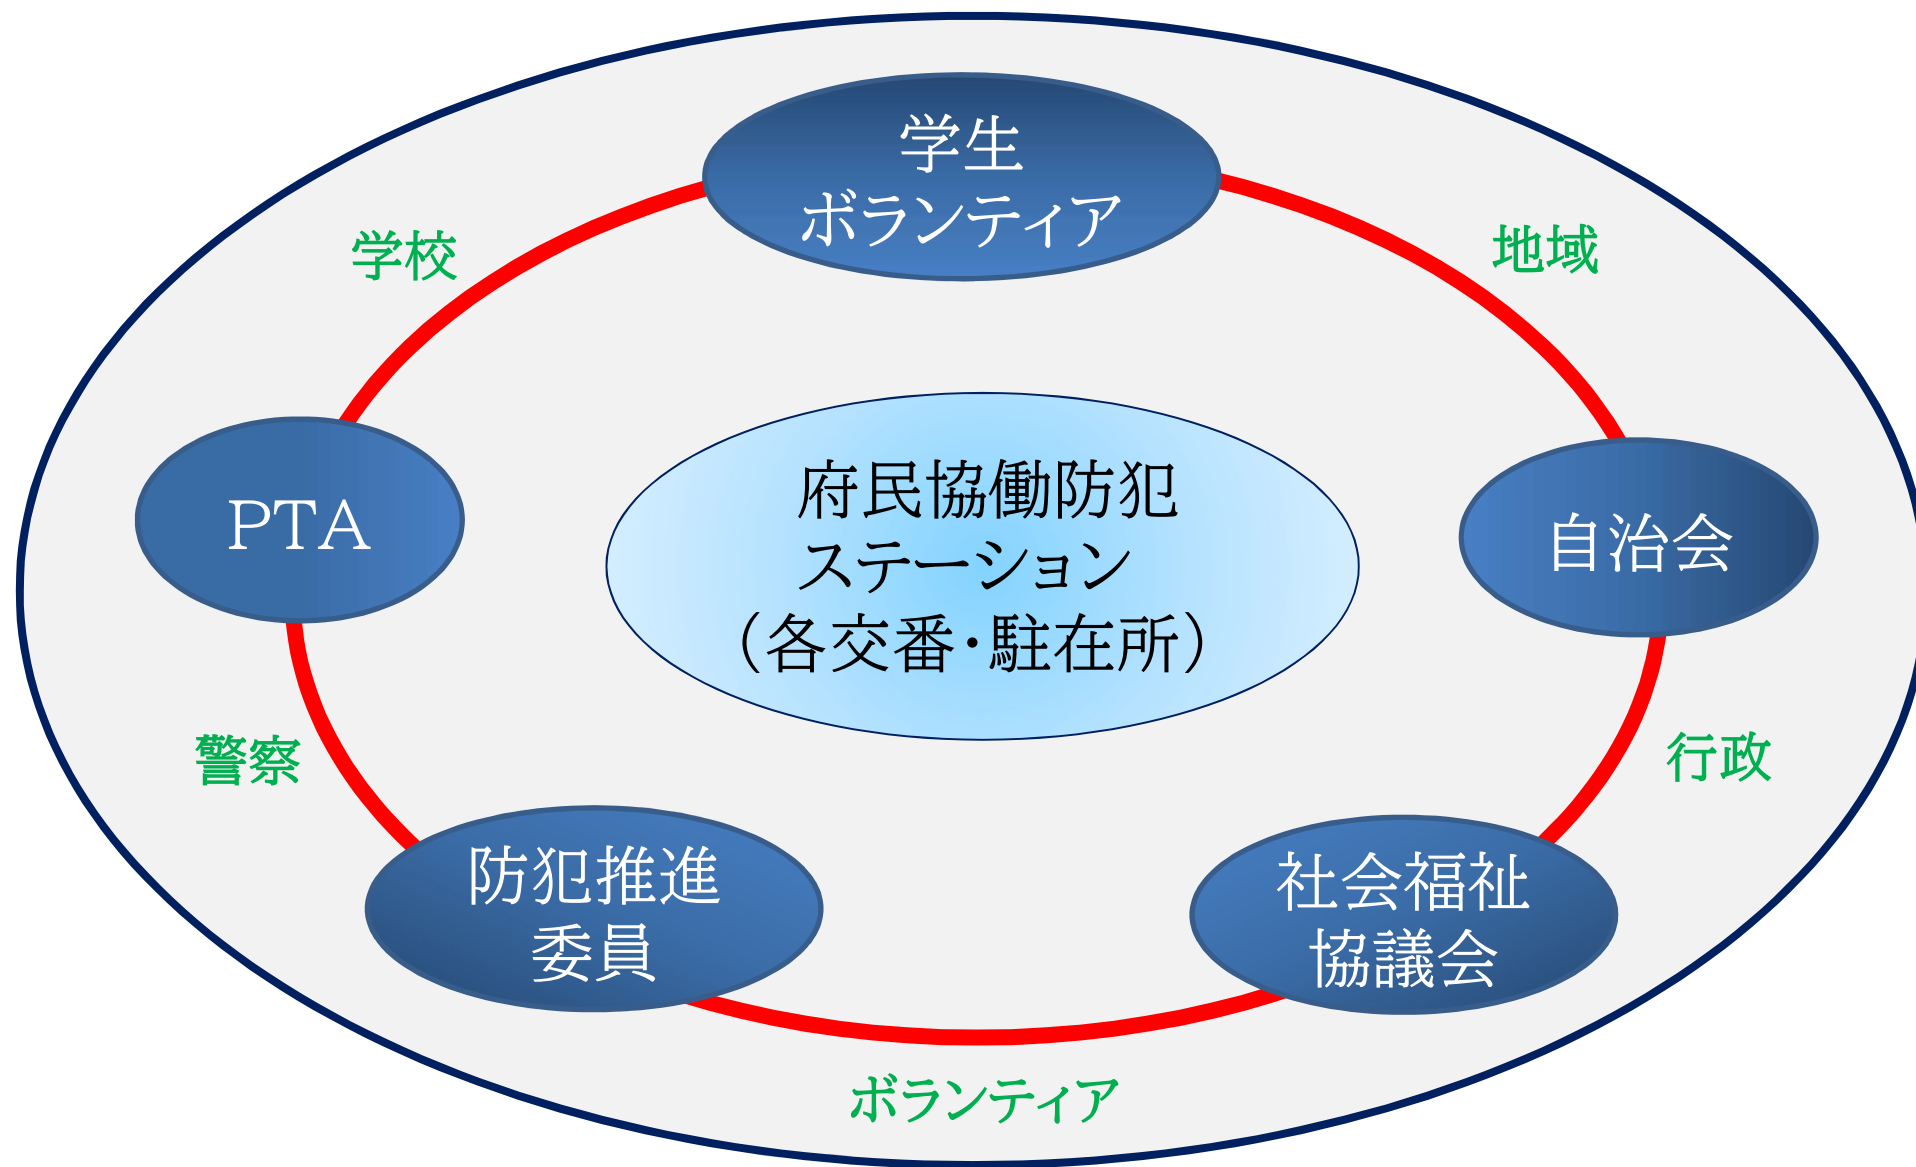 学生
ボランティア
学校
地域
PTA
府民協働防犯
ステーション
(各交番・駐在所)
自治会
警察
行政
防犯推進
委員
社会福祉
協議会
ボランティア